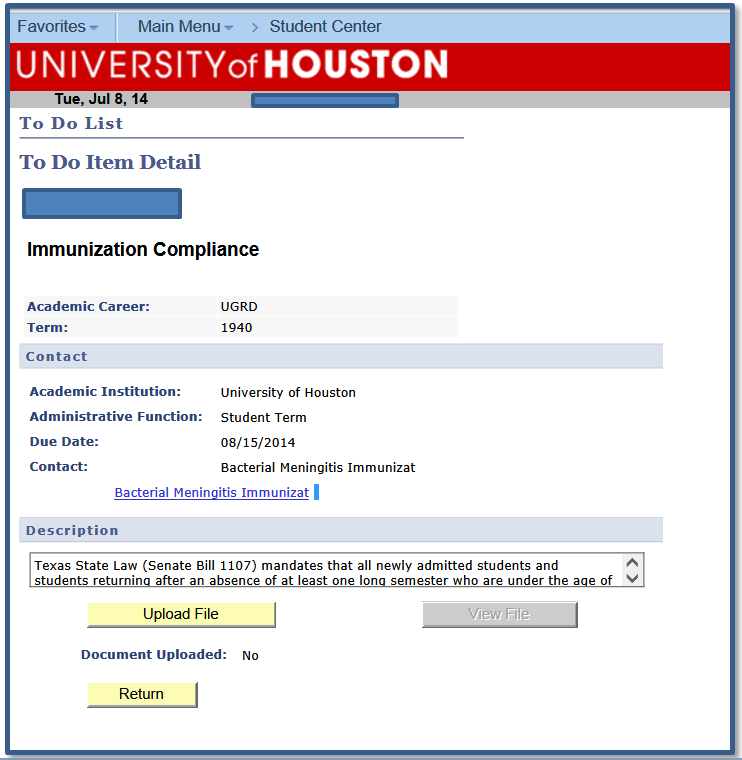 Favorites Main Menu > Student Center
UNIVERSITY of HOUSTON
Tue, Jul 8, 14
To Do List
To Do Item Detail
Immunization Compliance
Academic Career: UGRD
Term: 1940
Contact
Academic Institution: University of Houston
Administrative Function: Student Term
Due Date: 08/15/2014
Contact: Bacterial Meningitis Immunizat
Bacterial Meningitis Immunizat
Description
Texas State Law (Senate Bill 1107) mandates that all newly admitted students and
students returning after an absence of at least one long semester who are under the age of
Upload File View File
Document Uploaded: No
Return